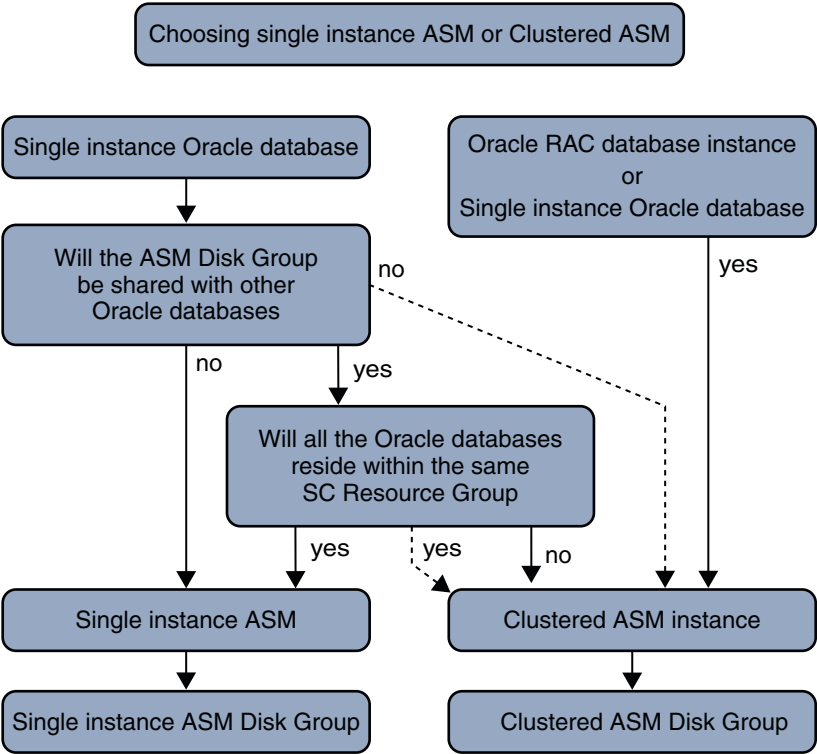 Choosing single instance ASM or Clustered ASM
Single instance Oracle database
Oracle RAC database instance
or
Single instance Oracle database
Will the ASM Disk Group
be shared with other
Oracle databases
no
yes
no
yes
Will all the Oracle databases
reside within the same
SC Resource Group
yes
yes
no
Single instance ASM
Clustered ASM instance
Single instance ASM Disk Group
Clustered ASM Disk Group